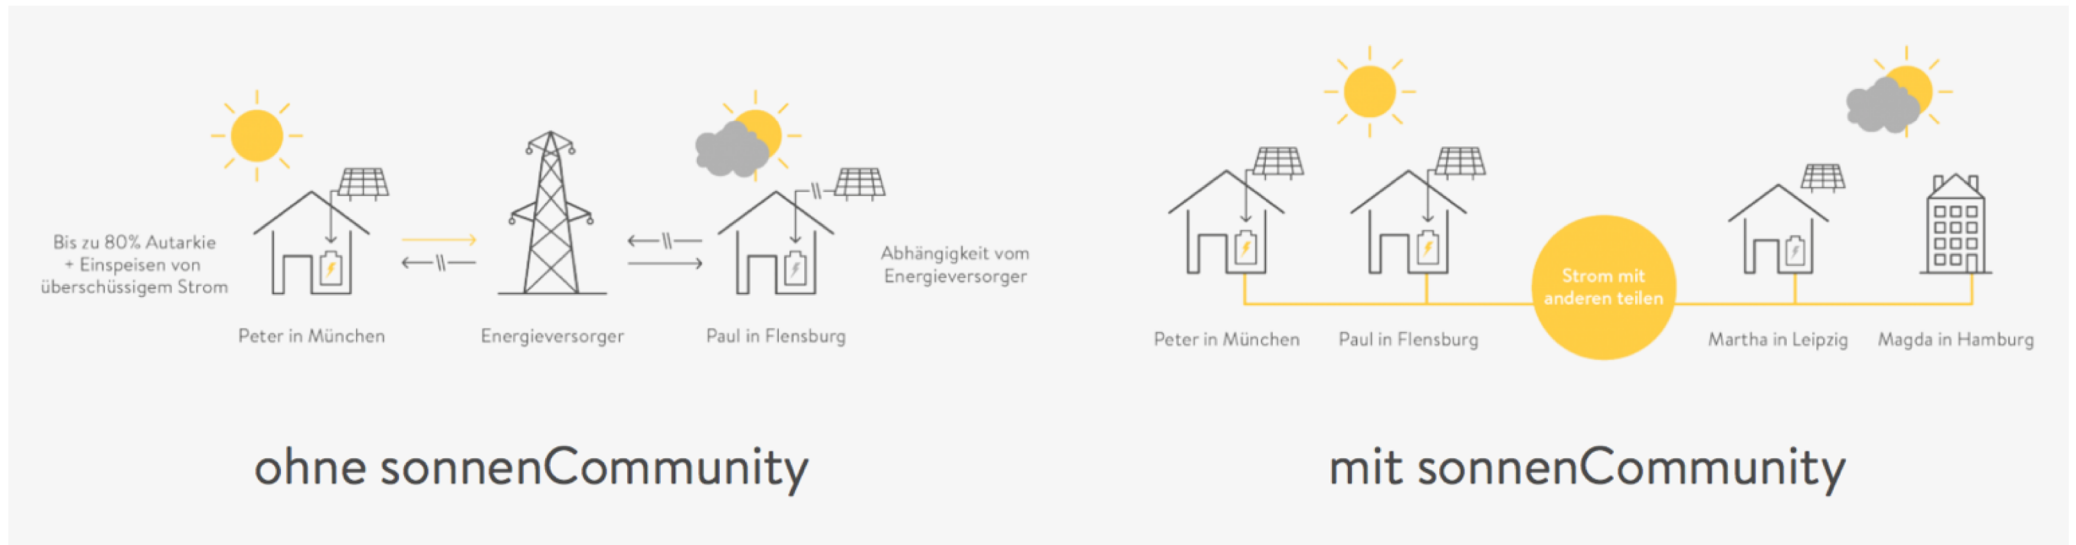 Bis zu 80% Autarkie
+ Einspeisen von
überschüssigem Strom
Peter in München
Energieversorger
Paul in Flensburg
Abhängigkeit vom
Energieversorger
ohne sonnenCommunity
Strom mit
anderen teilen
Peter in München
Paul in Flensburg
Martha in Leipzig
Magda in Hamburg
mit sonnenCommunity